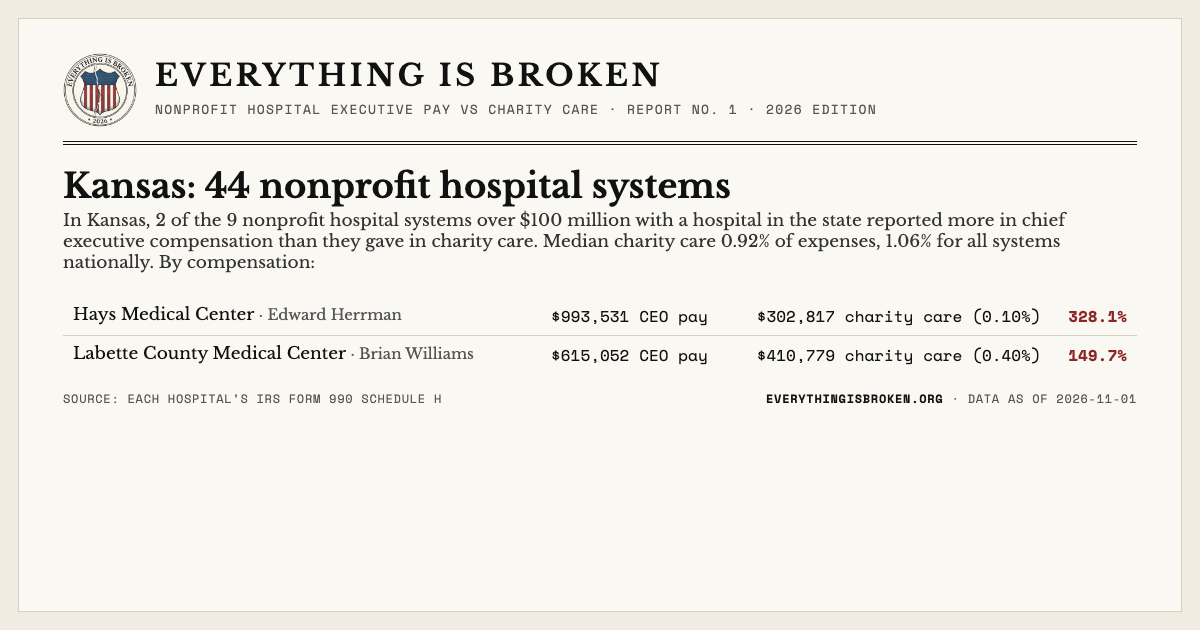 EVERYTHING IS BROKEN
2026
EVERYTHING IS BROKEN
NONPROFIT HOSPITAL EXECUTIVE PAY VS CHARITY CARE · REPORT NO. 1 · 2026 EDITION
Kansas: 44 nonprofit hospital systems
In Kansas, 2 of the 9 nonprofit hospital systems over $100 million with a hospital in the state reported more in chief
executive compensation than they gave in charity care. Median charity care 0.92% of expenses, 1.06% for all systems
nationally. By compensation:
Hays Medical Center · Edward Herrman $993,531 CEO pay $302,817 charity care (0.10%) 328.1%
Labette County Medical Center · Brian Williams $615,052 CEO pay $410,779 charity care (0.40%) 149.7%
SOURCE: EACH HOSPITAL’S IRS FORM 990 SCHEDULE H EVERYTHINGISBROKEN.ORG · DATA AS OF 2026-11-01